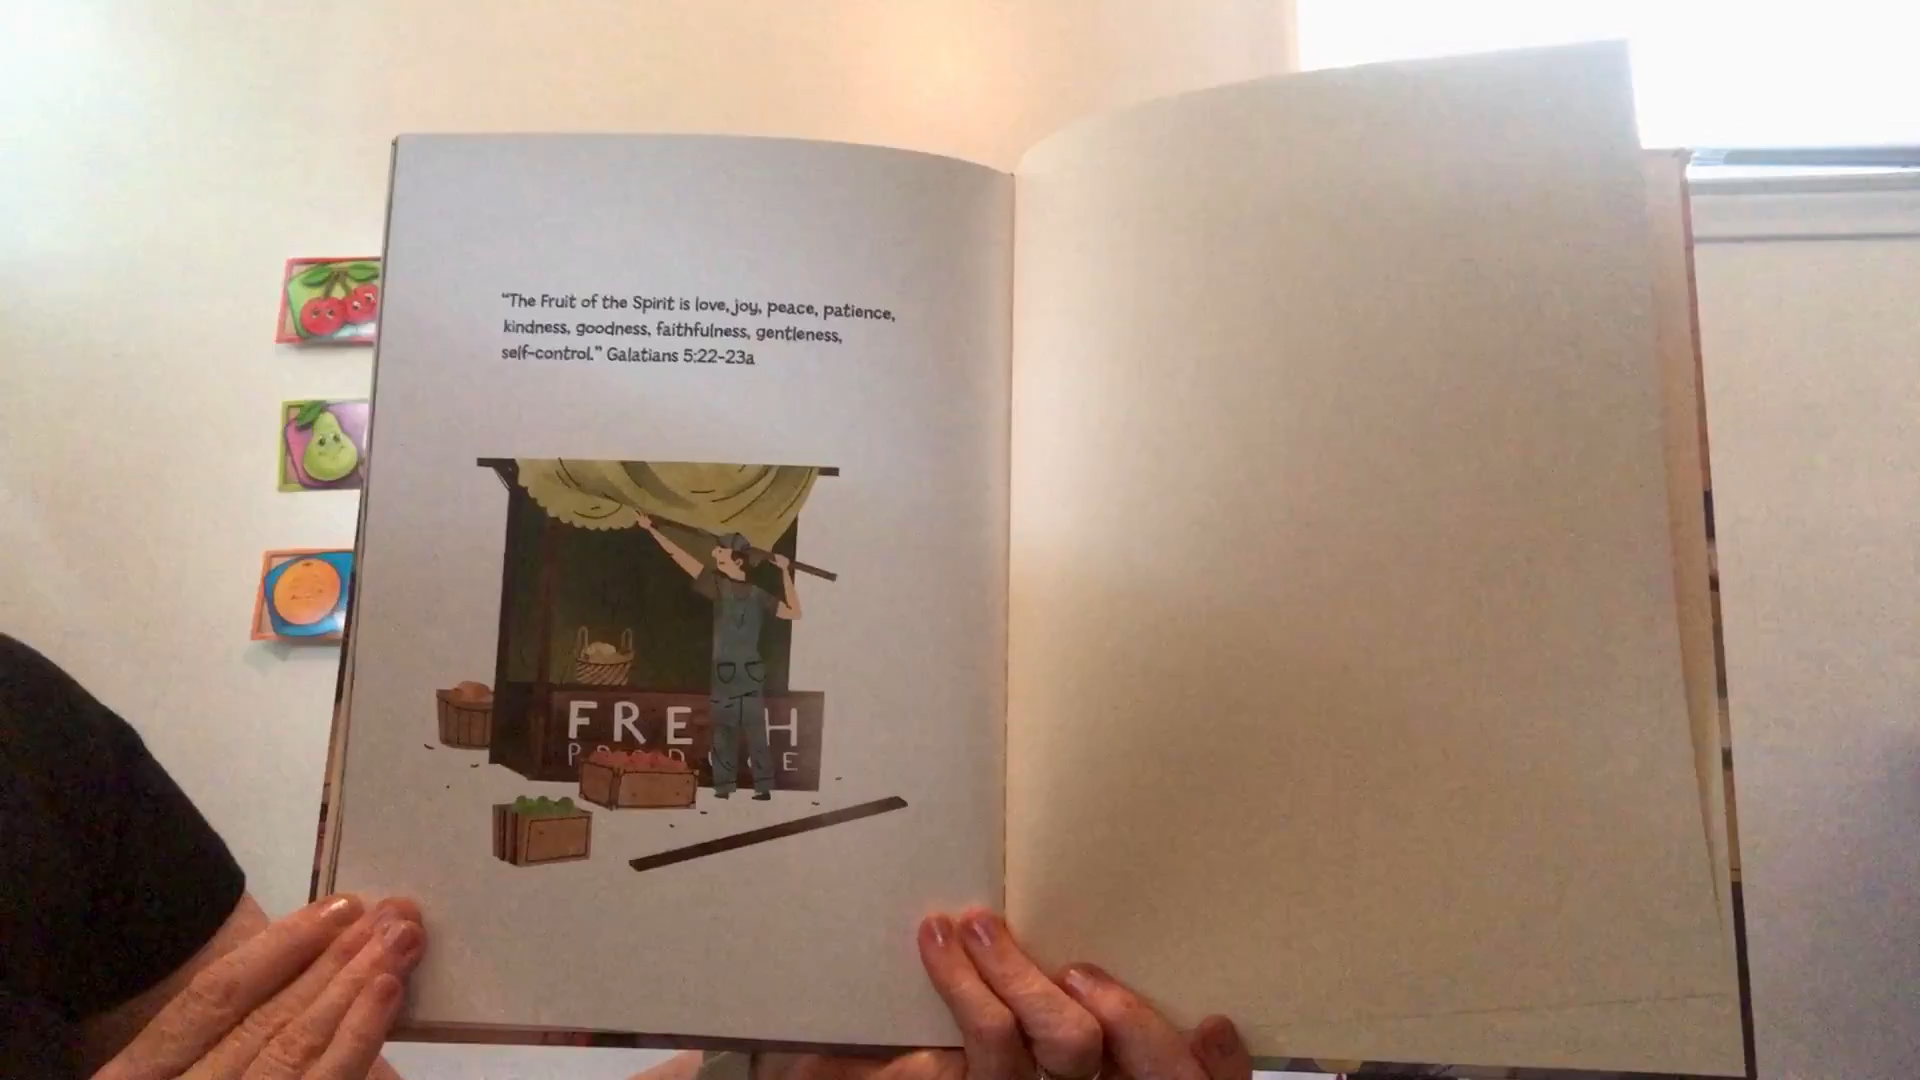 “The Fruit of the Spirit is love, joy, peace, patience,
kindness, goodness, faithfulness, gentleness,
self-control.” Galatians 5:22-23a